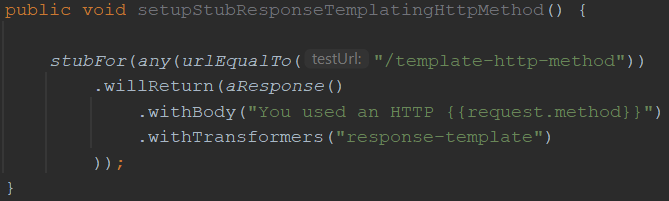 public void setupStubResponseTemplatingHttpMethod() {
stubFor(any(urlEqualTo( testUrl: "/template-http-method"))
.willReturn(aResponse()
.withBody("You used an HTTP {{request.method}}")
.withTransformers("response-template")
));
}